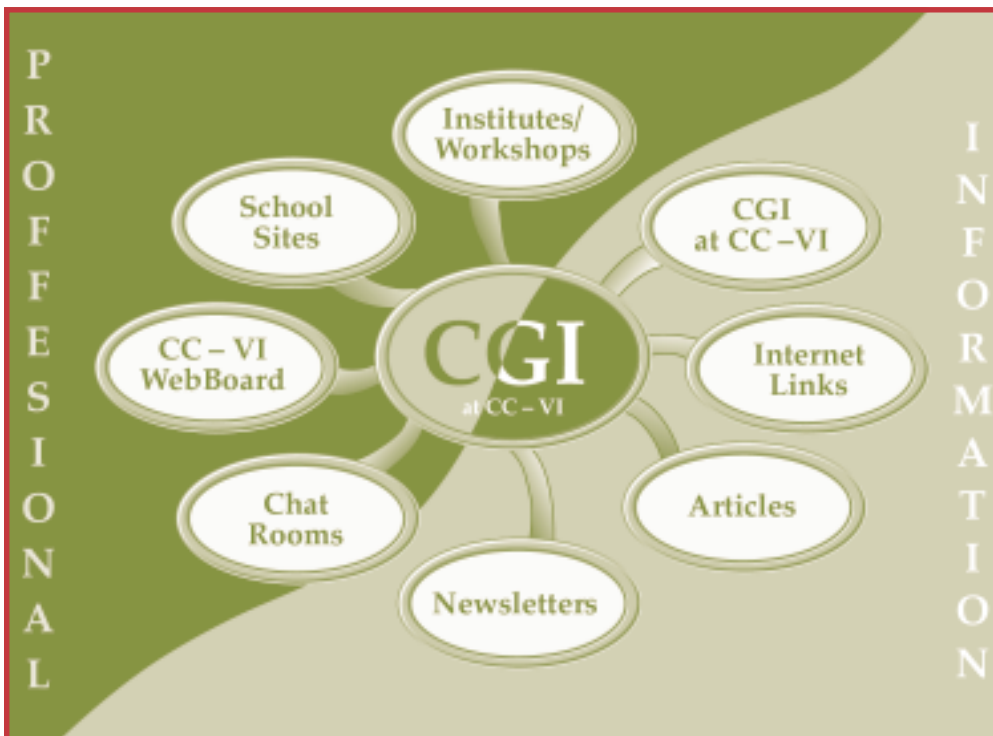 PROFFESIONAL
INFORMATION
Institutes/
Workshops
School
Sites
CGI
at CC–VI
CC – VI
WebBoard
CGI
at CC – VI
Internet
Links
Chat
Rooms
Articles
Newsletters